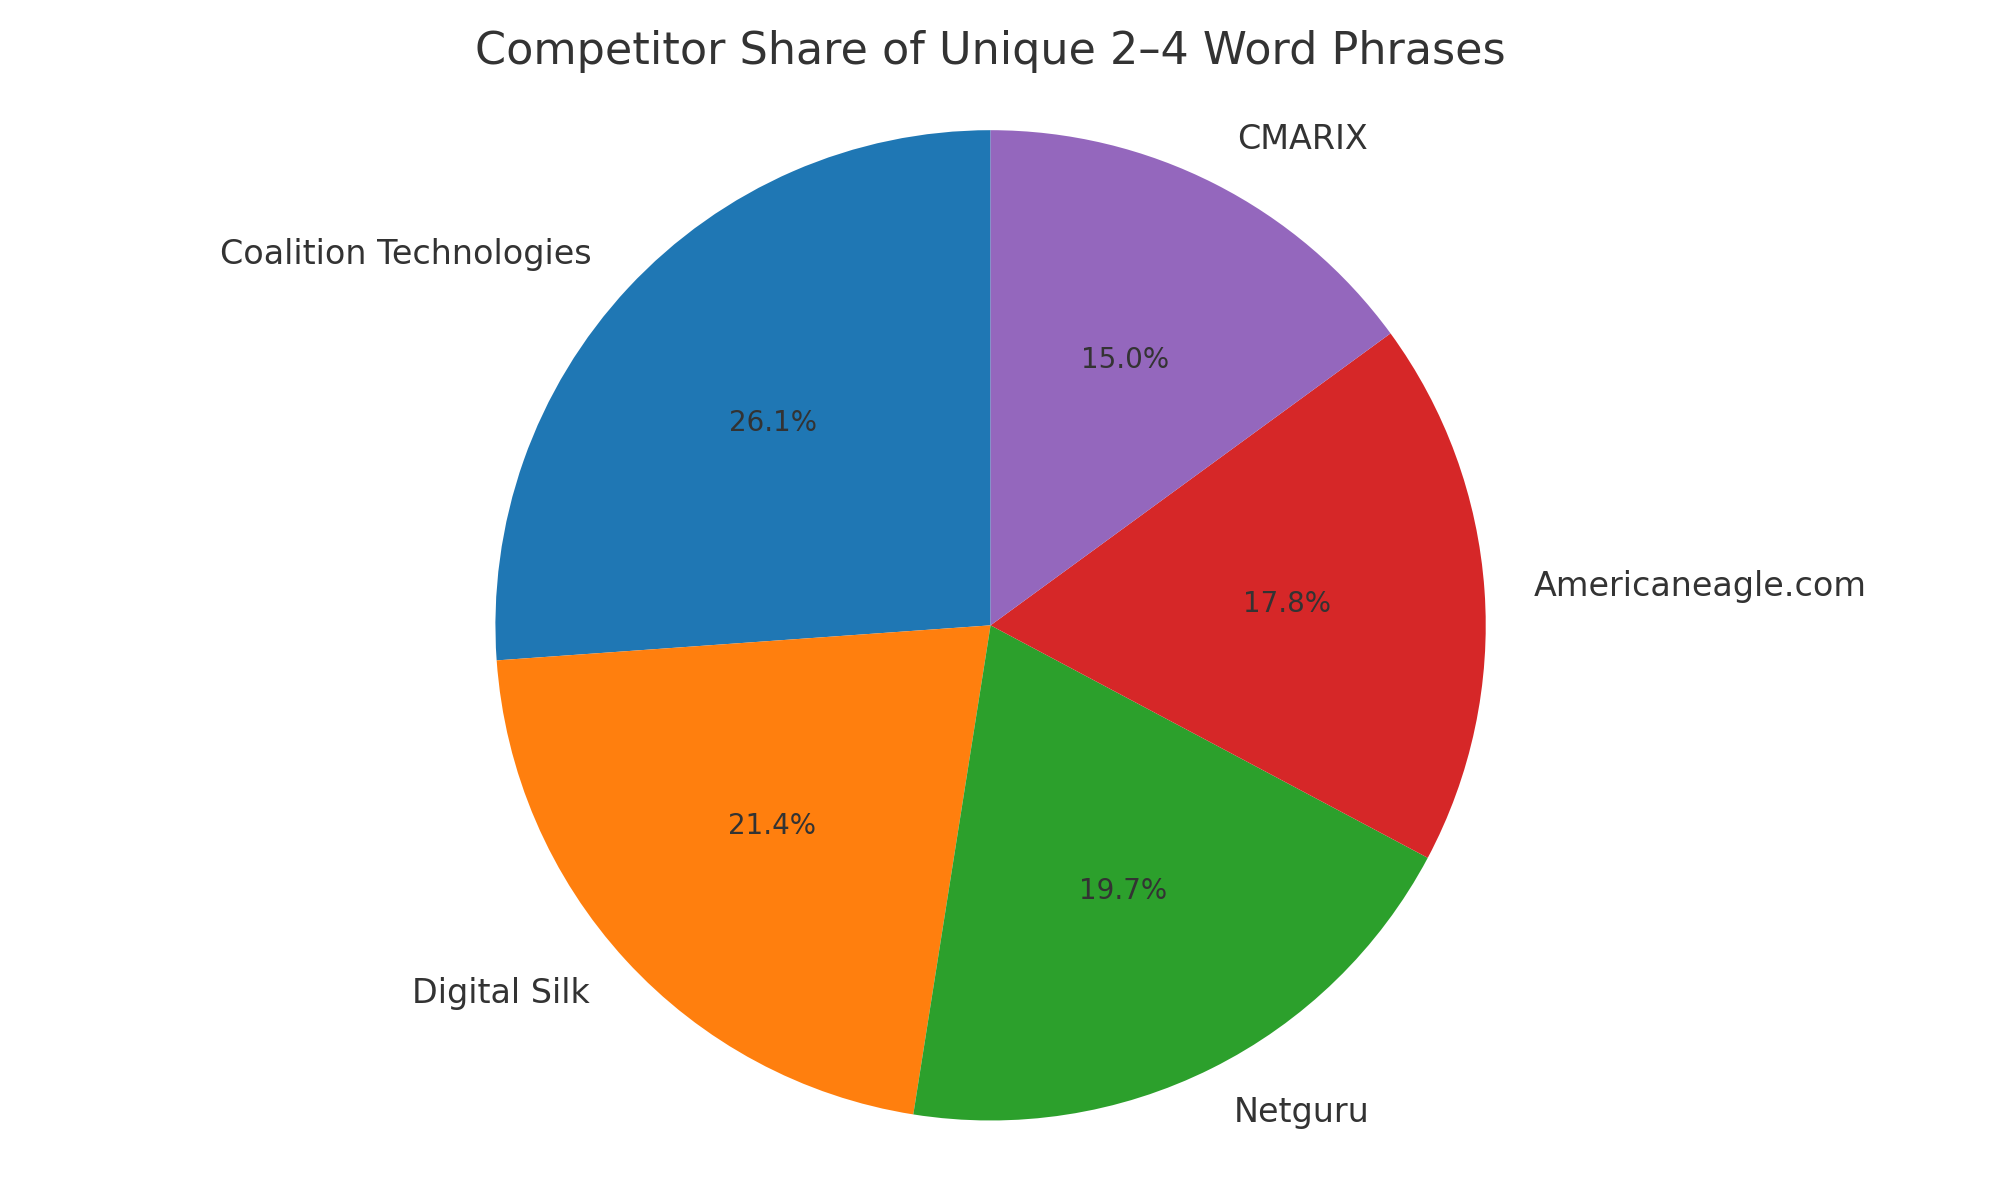 Competitor Share of Unique 2–4 Word Phrases
CMARIX
Coalition Technologies
15.0%
26.1%
Americaneagle.com
17.8%
21.4%
19.7%
Digital Silk
Netguru